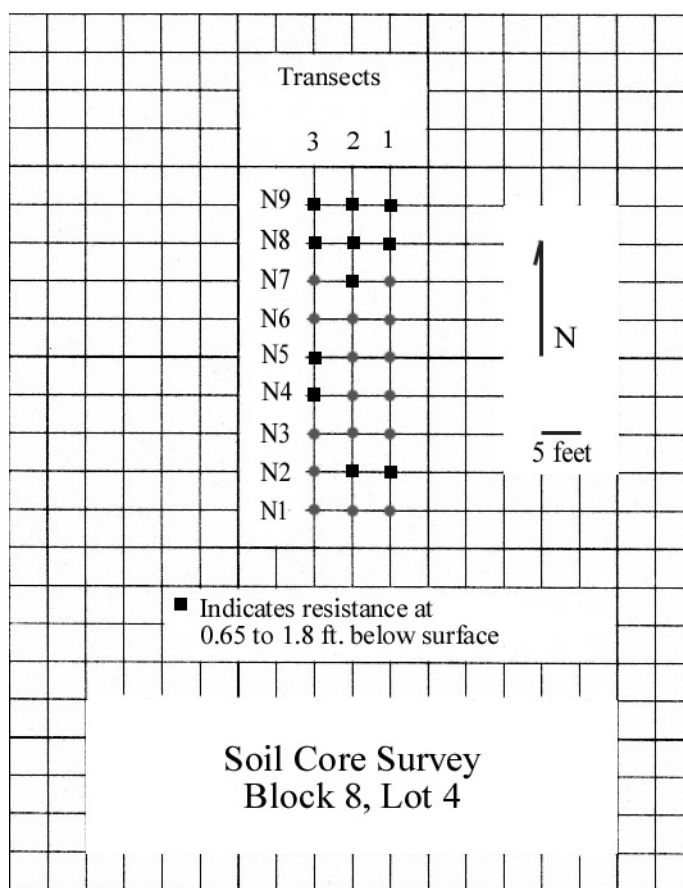 Transects
3 2 1
N9
N8
N7
N6
N5
N4
N3
N2
N1
N
5 feet
Indicates resistance at
0.65 to 1.8 ft. below surface
Soil Core Survey
Block 8, Lot 4